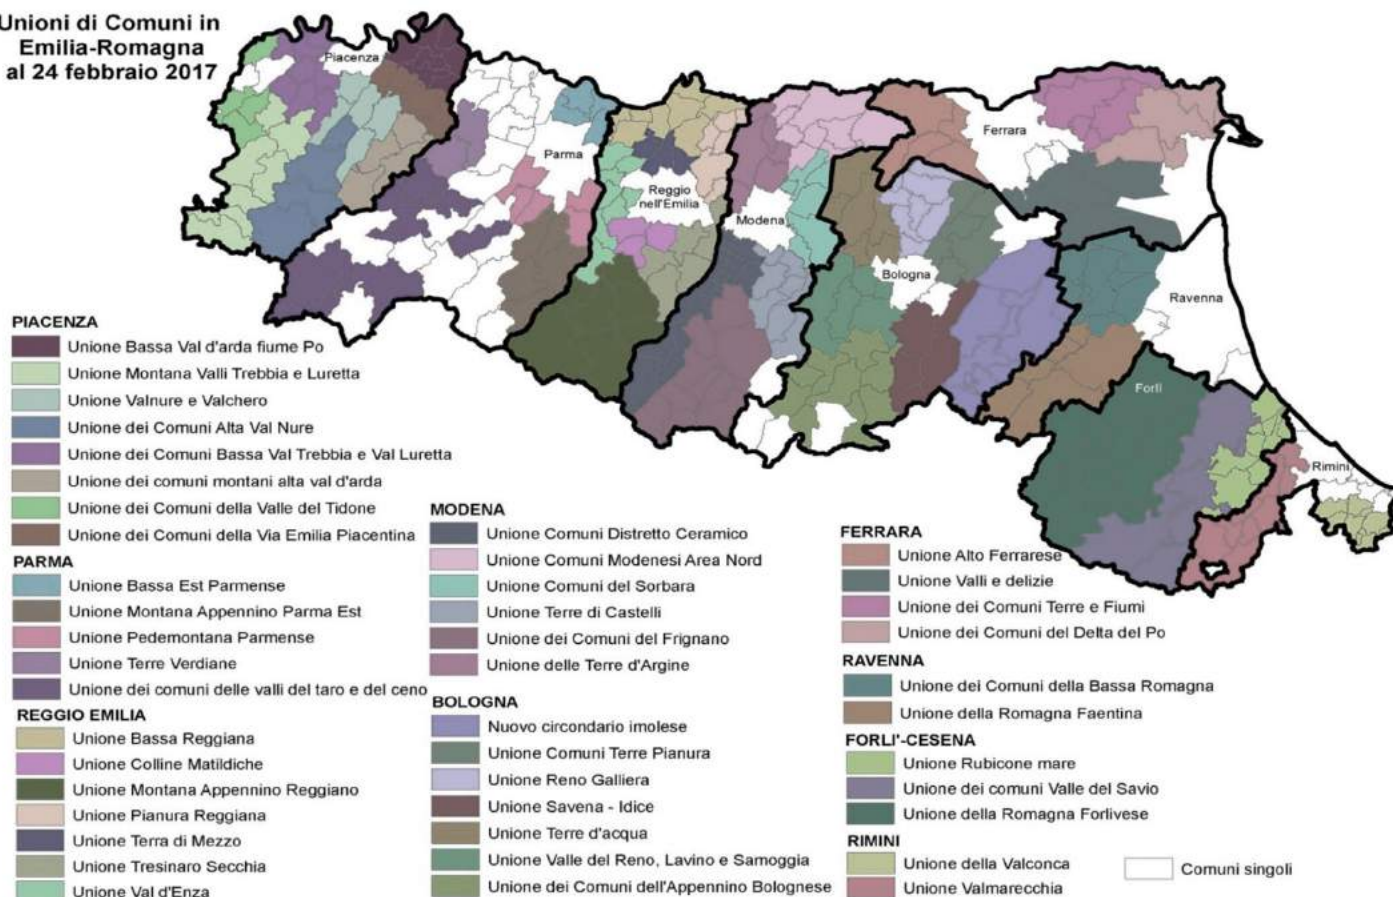 Unioni di Comuni in
Emilia-Romagna
al 24 febbraio 2017
Piacenza
Parma
Reggio
nell'Emilia
Modena
Bologna
Ferrara
Ravenna
Forlì
Rimini
PIACENZA
Unione Bassa Val d'arda fiume Po
Unione Montana Valli Trebbia e Luretta
Unione Valnure e Valchero
Unione dei Comuni Alta Val Nure
Unione dei Comuni Bassa Val Trebbia e Val Luretta
Unione dei comuni montani alta val d'arda
Unione dei Comuni della Valle del Tidone
Unione dei Comuni della Via Emilia Piacentina
PARMA
Unione Bassa Est Parmense
Unione Montana Appennino Parma Est
Unione Pedemontana Parmense
Unione Terre Verdiane
Unione dei comuni delle valli del taro e del ceno
REGGIO EMILIA
Unione Bassa Reggiana
Unione Colline Matildiche
Unione Montana Appennino Reggiano
Unione Pianura Reggiana
Unione Terra di Mezzo
Unione Tresinaro Secchia
Unione Val d'Enza
MODENA
Unione Comuni Distretto Ceramico
Unione Comuni Modenesi Area Nord
Unione Comuni del Sorbara
Unione Terre di Castelli
Unione dei Comuni del Frignano
Unione delle Terre d'Argine
BOLOGNA
Nuovo circondario imolese
Unione Comuni Terre Pianura
Unione Reno Galliera
Unione Savena - Idice
Unione Terre d'acqua
Unione Valle del Reno, Lavino e Samoggia
Unione dei Comuni dell'Appennino Bolognese
FERRARA
Unione Alto Ferrarese
Unione Valli e delizie
Unione dei Comuni Terre e Fiumi
Unione dei Comuni del Delta del Po
RAVENNA
Unione dei Comuni della Bassa Romagna
Unione della Romagna Faentina
FORLI'-CESENA
Unione Rubicone mare
Unione dei comuni Valle del Savio
Unione della Romagna Forlivese
RIMINI
Unione della Valconca
Unione Valmarecchia
Comuni singoli